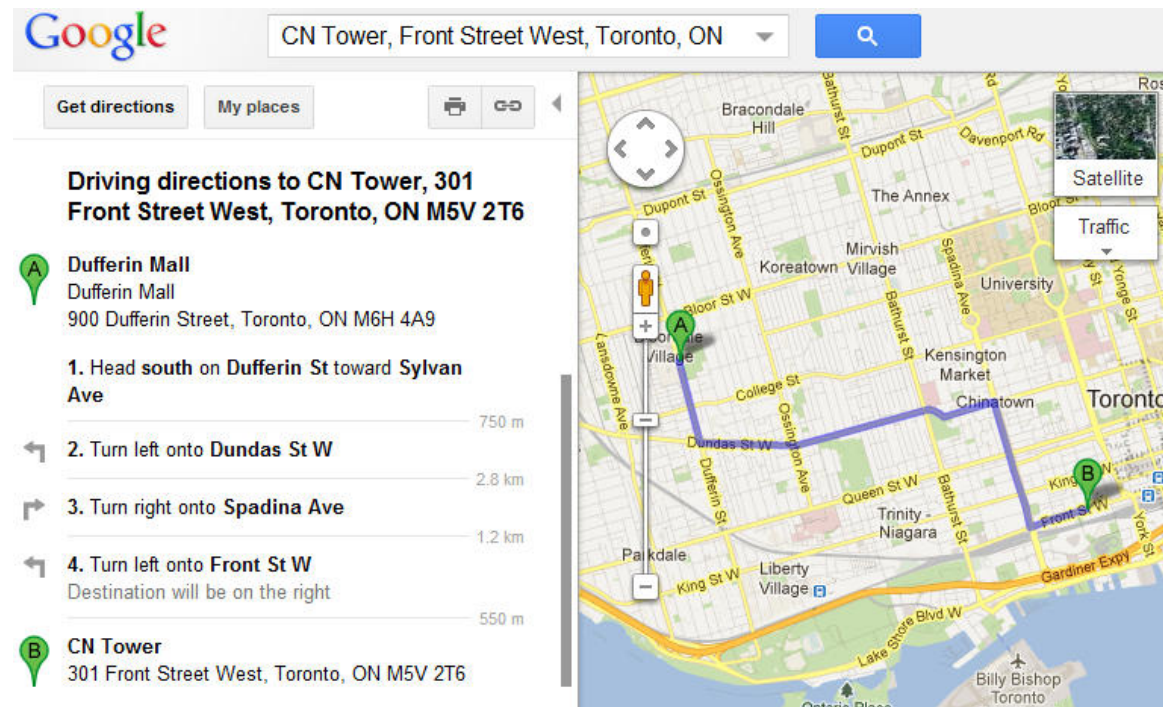 Google
CN Tower, Front Street West, Toronto, ON
Get directions
My places
Driving directions to CN Tower, 301
Front Street West, Toronto, ON M5V 2T6
A
Dufferin Mall
Dufferin Mall
900 Dufferin Street, Toronto, ON M6H 4A9
1. Head south on Dufferin St toward Sylvan
Ave
750 m
2. Turn left onto Dundas St W
2.8 km
3. Turn right onto Spadina Ave
1.2 km
4. Turn left onto Front St W
Destination will be on the right
550 m
B
CN Tower
301 Front Street West, Toronto, ON M5V 2T6
Bracondale
Hill
Bathurst St
Dupont St
Davenport Rd
Satellite
Traffic
The Annex
Dupont St
Ossington Ave
Mirvish
Village
Koreatown
Spadina Ave
University
Yonge St
Bloor St W
A
Village
Lansdowne Ave
Bathurst St
Kensington
Market
College St
Chinatown
Ossington Ave
Dundas St W
Dufferin St
B
Queen St W
Bathurst St
Front St W
York St
Trinity -
Niagara
Parkdale
King St W
Liberty
Village
Gardiner Expy
Lake Shore Blvd W
Billy Bishop
Toronto